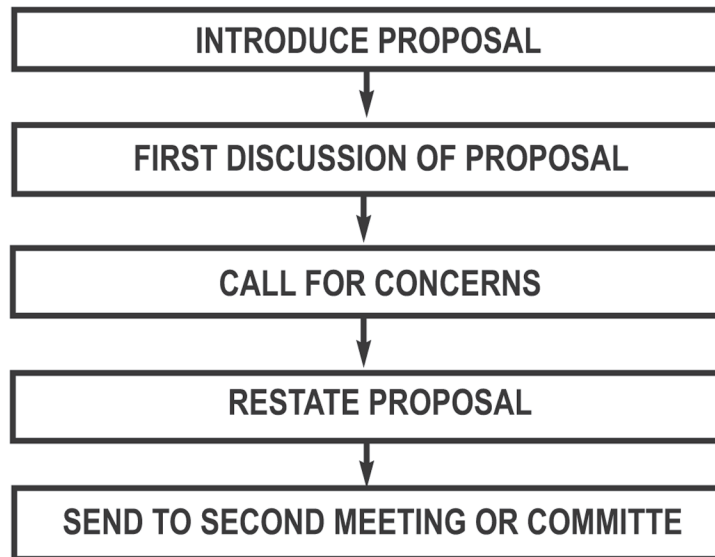 INTRODUCE PROPOSAL
FIRST DISCUSSION OF PROPOSAL
CALL FOR CONCERNS
RESTATE PROPOSAL
SEND TO SECOND MEETING OR COMMITTE